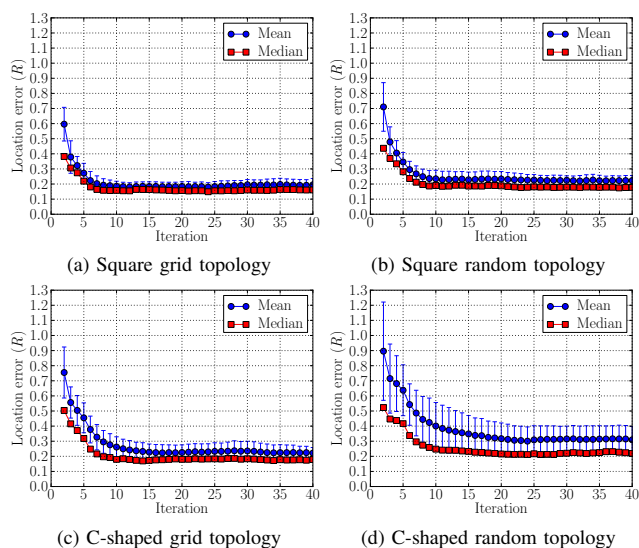 1.3
1.2
1.1
1.0
0.9
0.8
0.7
0.6
0.5
0.4
0.3
0.2
0.1
0.0
Location error (R)
Mean
Median
0 5 10 15 20 25 30 35 40
Iteration
(a) Square grid topology
1.3
1.2
1.1
1.0
0.9
0.8
0.7
0.6
0.5
0.4
0.3
0.2
0.1
0.0
Location error (R)
Mean
Median
0 5 10 15 20 25 30 35 40
Iteration
(b) Square random topology
1.3
1.2
1.1
1.0
0.9
0.8
0.7
0.6
0.5
0.4
0.3
0.2
0.1
0.0
Location error (R)
Mean
Median
0 5 10 15 20 25 30 35 40
Iteration
(c) C-shaped grid topology
1.3
1.2
1.1
1.0
0.9
0.8
0.7
0.6
0.5
0.4
0.3
0.2
0.1
0.0
Location error (R)
Mean
Median
0 5 10 15 20 25 30 35 40
Iteration
(d) C-shaped random topology